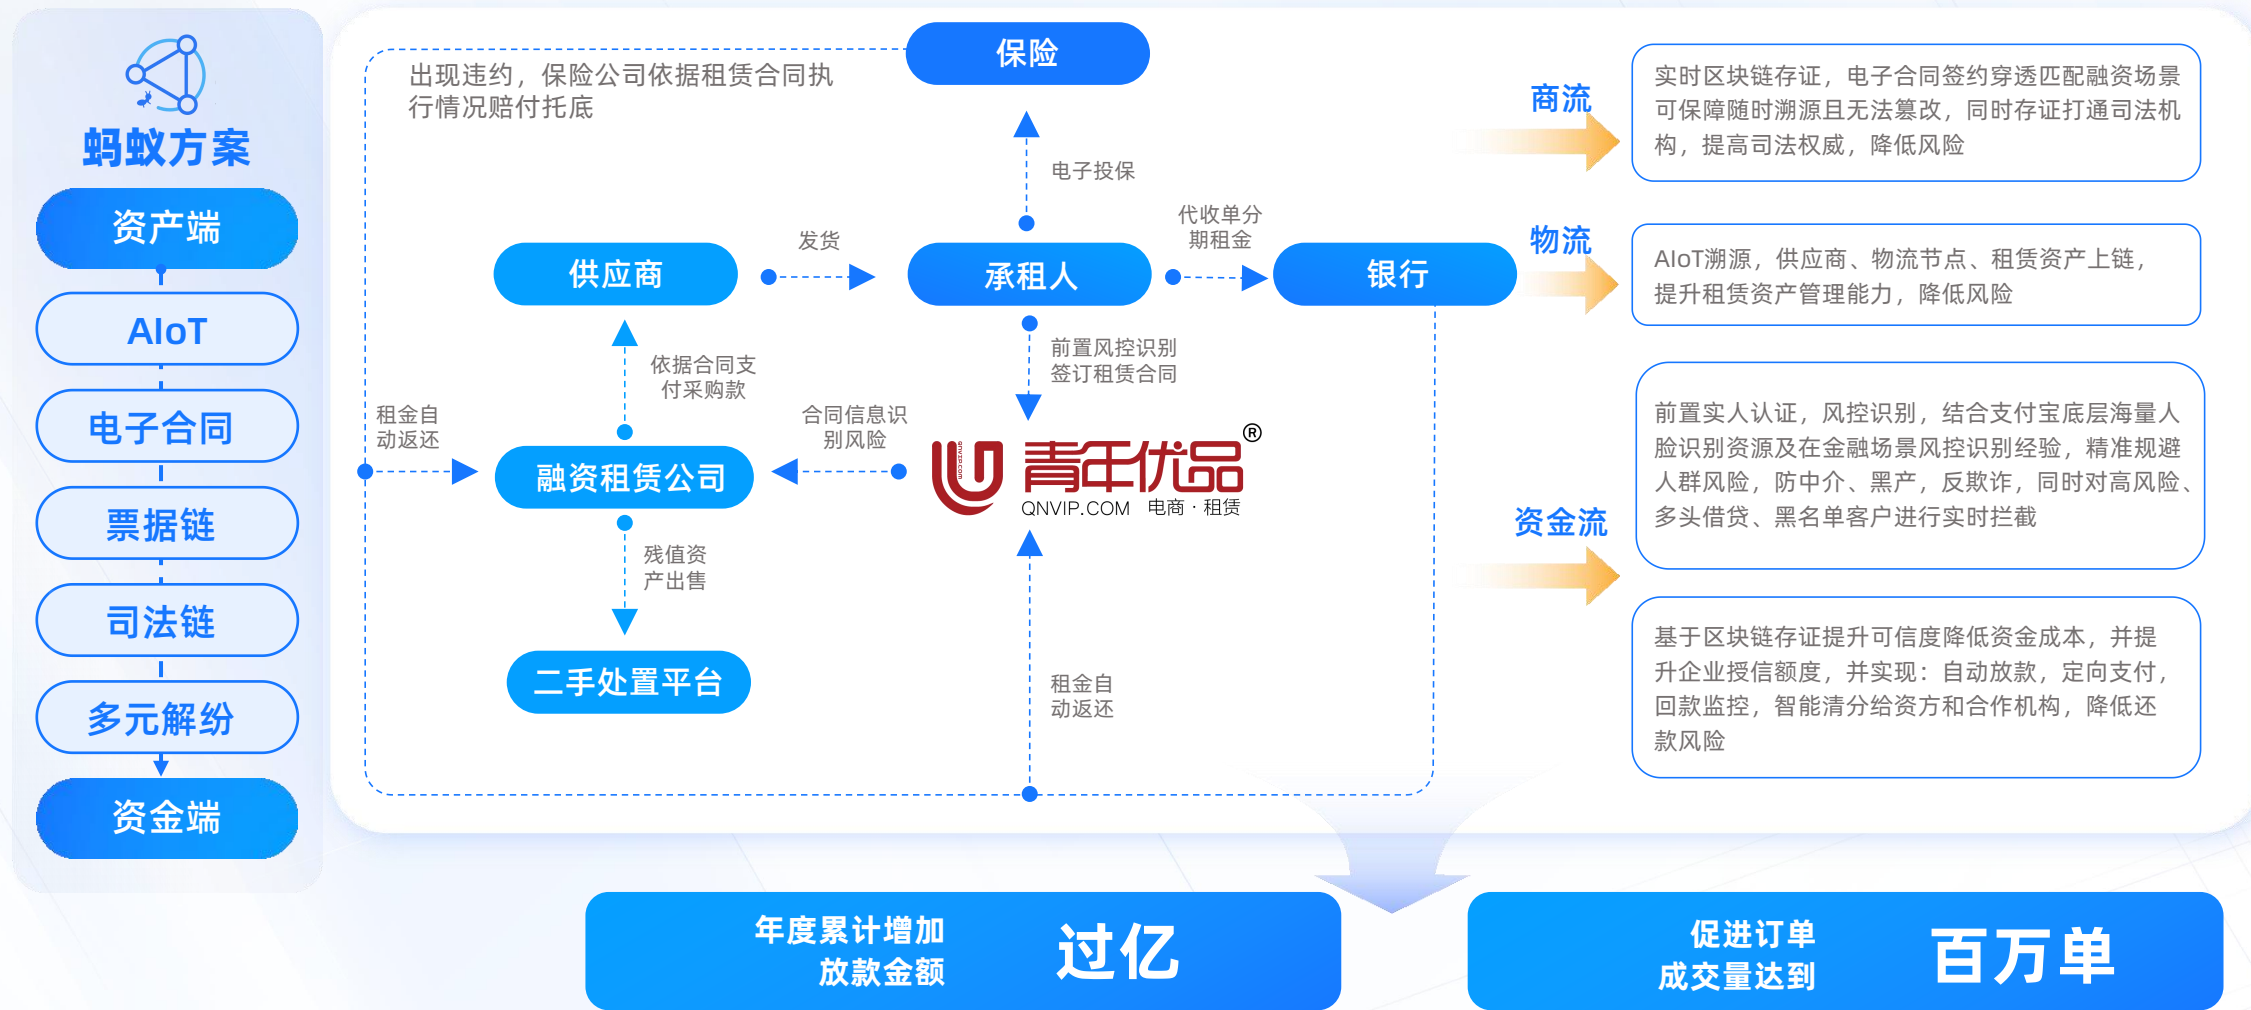 蚂蚁方案
资产端
AIoT
电子合同
票据链
司法链
多元解纷
资金端
出现违约，保险公司依据租赁合同执
行情况赔付托底
保险
电子投保
代收单分
期租金
发货
供应商
承租人
银行
依据合同支
付采购款
前置风控识别
签订租赁合同
租金自
动返还
合同信息识
别风险
融资租赁公司
QNVIP.COM
青年优品®
QNVIP.COM 电商·租赁
残值资
产出售
二手处置平台
租金自
动返还
商流
实时区块链存证，电子合同签约穿透匹配融资场景
可保障随时溯源且无法篡改，同时存证打通司法机
构，提高司法权威，降低风险
物流
AIoT溯源，供应商、物流节点、租赁资产上链，
提升租赁资产管理能力，降低风险
资金流
前置实人认证，风控识别，结合支付宝底层海量人
脸识别资源及在金融场景风控识别经验，精准规避
人群风险，防中介、黑产，反欺诈，同时对高风险、
多头借贷、黑名单客户进行实时拦截
基于区块链存证提升可信度降低资金成本，并提
升企业授信额度，并实现：自动放款，定向支付，
回款监控，智能清分给资方和合作机构，降低还
款风险
年度累计增加
放款金额
过亿
促进订单
成交量达到
百万单